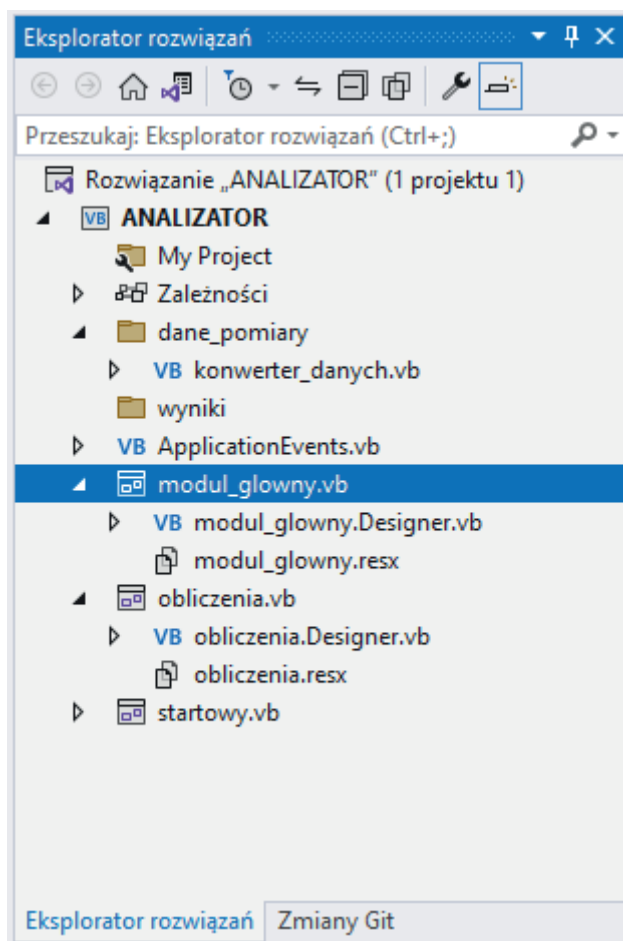 Eksplorator rozwiązań
Przeszukaj: Eksplorator rozwiązań (Ctrl+;)
Rozwiązanie „ANALIZATOR” (1 projektu 1)
VB ANALIZATOR
My Project
Zależności
dane_pomiary
VB konwerter_danych.vb
wyniki
VB ApplicationEvents.vb
modul_glowny.vb
VB modul_glowny.Designer.vb
modul_glowny.resx
obliczenia.vb
VB obliczenia.Designer.vb
obliczenia.resx
startowy.vb
Eksplorator rozwiązań Zmiany Git